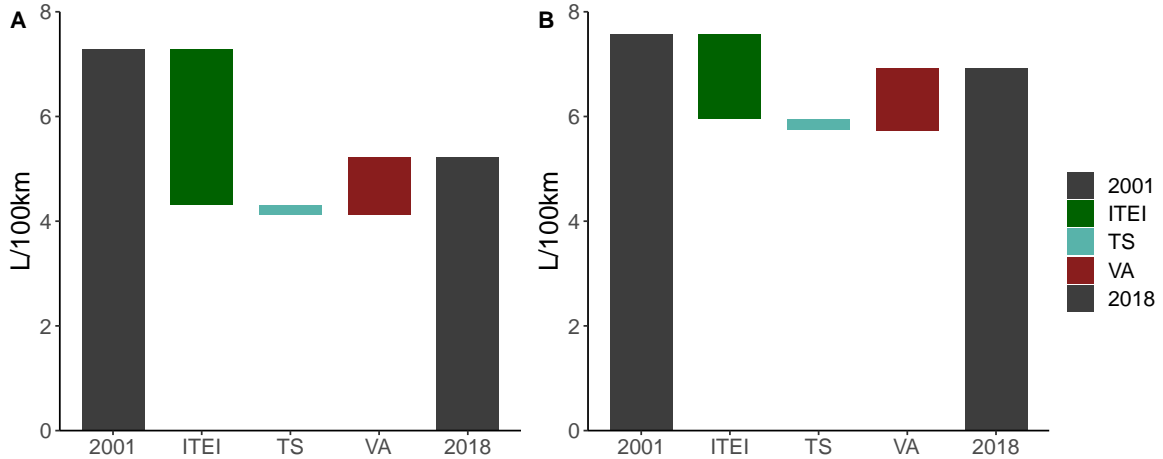 A
L/100km
8
6
4
2
0
2001 ITEI TS VA 2018
B
L/100km
8
6
4
2
0
2001 ITEI TS VA 2018
2001
ITEI
TS
VA
2018